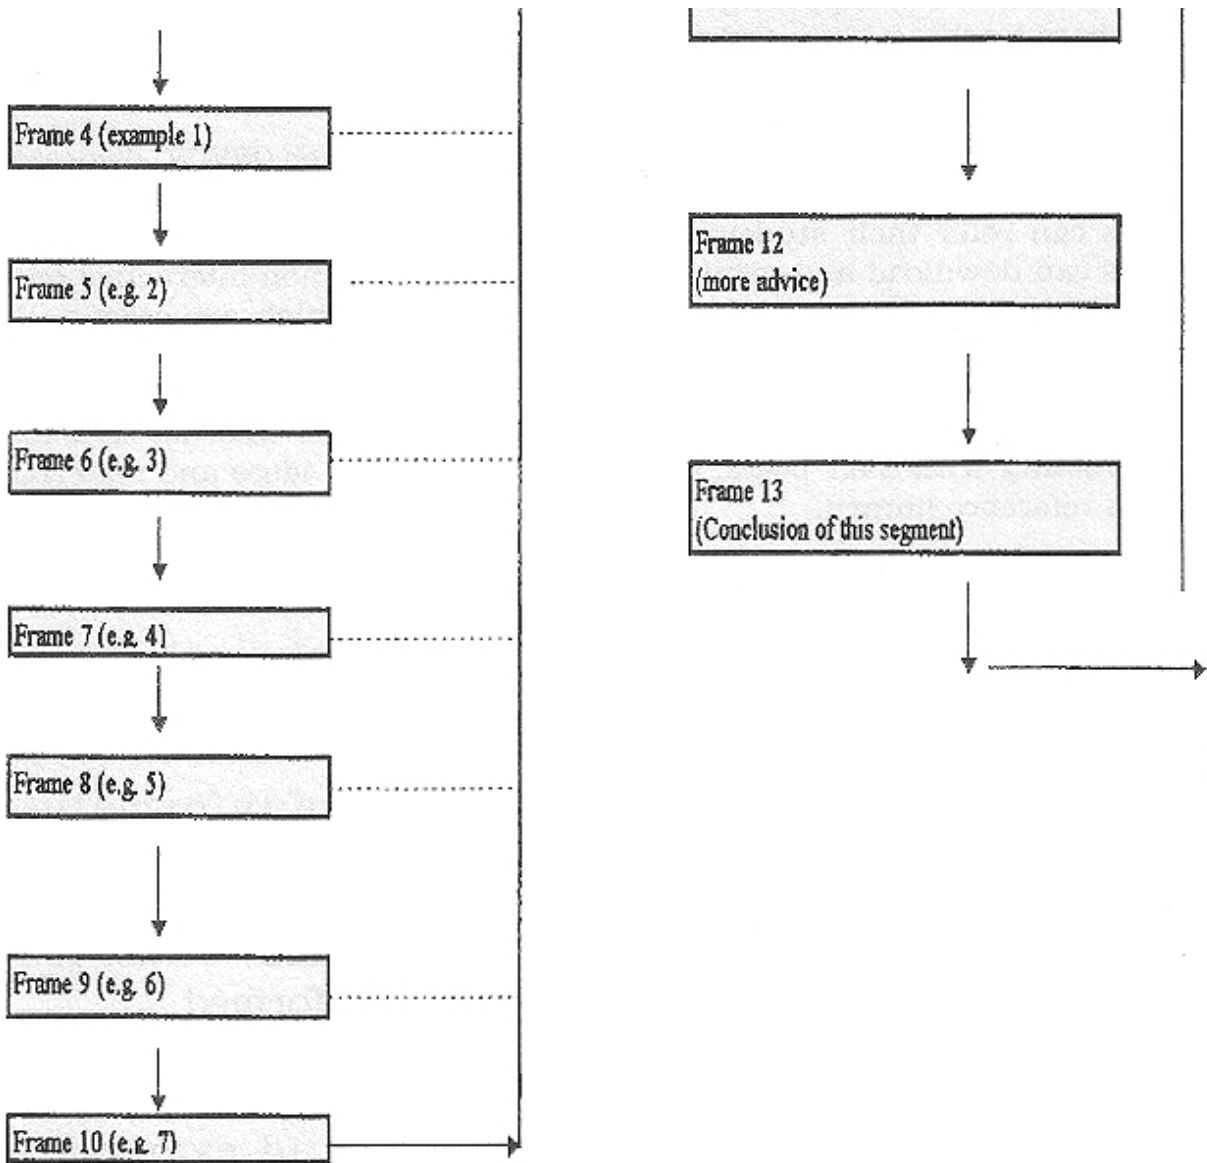 Frame 4 (example 1)
Frame 5 (e.g. 2)
Frame 6 (e.g. 3)
Frame 7 (e.g. 4)
Frame 8 (e.g. 5)
Frame 9 (e.g. 6)
Frame 10 (e.g. 7)
Frame 12
(more advice)
Frame 13
(Conclusion of this segment)